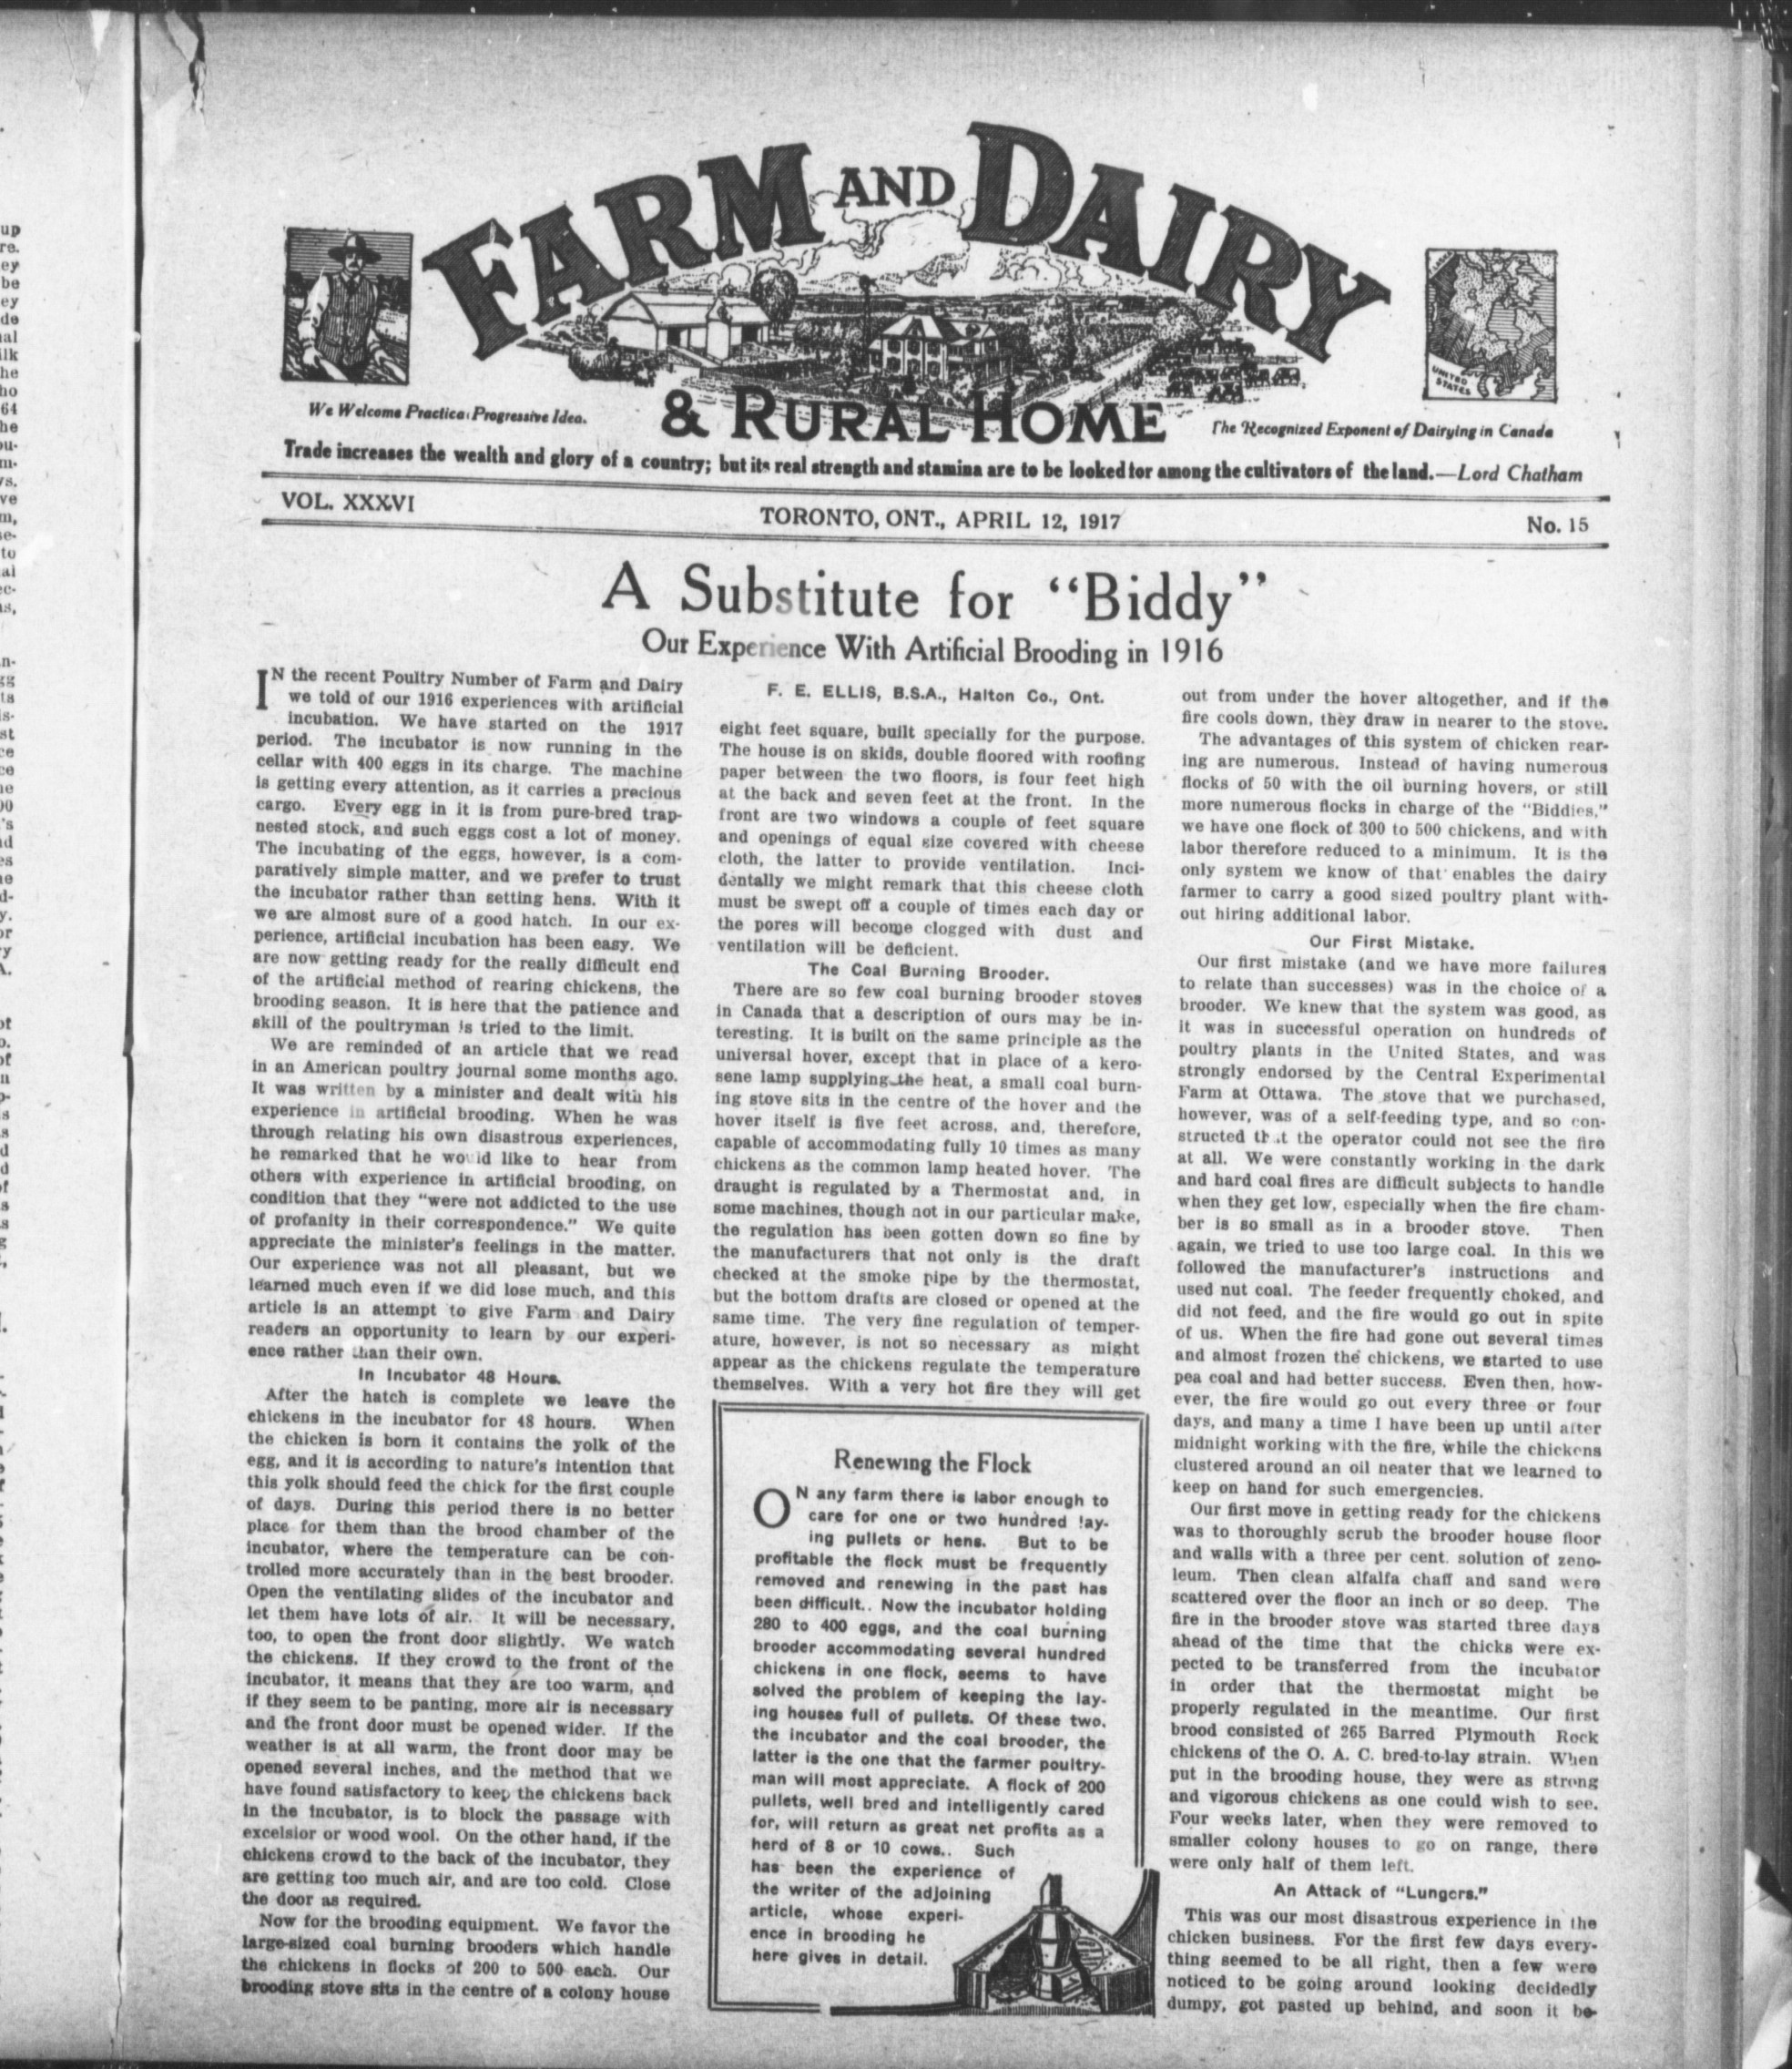 FARM AND DAIRY
& RURAL HOME
We Welcome Practical Progressive Idea.
The Recognized Exponent of Dairying in Canada
UNITED
STATES
Trade increases the wealth and glory of a country; but its real strength and stamina are to be looked for among the cultivators of the land.—Lord Chatham
VOL. XXXVI
TORONTO, ONT., APRIL 12, 1917
No. 15
A Substitute for "Biddy"
Our Experience With Artificial Brooding in 1916
IN the recent Poultry Number of Farm and Dairy
we told of our 1916 experiences with artificial
incubation. We have started on the 1917
period. The incubator is now running in the
cellar with 400 eggs in its charge. The machine
is getting every attention, as it carries a precious
cargo. Every egg in it is from pure-bred trap-
nested stock, and such eggs cost a lot of money.
The incubating of the eggs, however, is a com-
paratively simple matter, and we prefer to trust
the incubator rather than setting hens. With it
we are almost sure of a good hatch. In our ex-
perience, artificial incubation has been easy. We
are now getting ready for the really difficult end
of the artificial method of rearing chickens, the
brooding season. It is here that the patience and
skill of the poultryman is tried to the limit.
We are reminded of an article that we read
in an American poultry journal some months ago.
It was written by a minister and dealt with his
experience in artificial brooding. When he was
through relating his own disastrous experiences,
he remarked that he would like to hear from
others with experience in artificial brooding, on
condition that they "were not addicted to the use
of profanity in their correspondence." We quite
appreciate the minister's feelings in the matter.
Our experience was not all pleasant, but we
learned much even if we did lose much, and this
article is an attempt to give Farm and Dairy
readers an opportunity to learn by our experi-
ence rather than their own.
In Incubator 48 Hours.
After the hatch is complete we leave the
chickens in the incubator for 48 hours. When
the chicken is born it contains the yolk of the
egg, and it is according to nature's intention that
this yolk should feed the chick for the first couple
of days. During this period there is no better
place for them than the brood chamber of the
incubator, where the temperature can be con-
trolled more accurately than in the best brooder.
Open the ventilating slides of the incubator and
let them have lots of air. It will be necessary,
too, to open the front door slightly. We watch
the chickens. If they crowd to the front of the
incubator, it means that they are too warm, and
if they seem to be panting, more air is necessary
and the front door must be opened wider. If the
weather is at all warm, the front door may be
opened several inches, and the method that we
have found satisfactory to keep the chickens back
in the incubator, is to block the passage with
excelsior or wood wool. On the other hand, if the
chickens crowd to the back of the incubator, they
are getting too much air, and are too cold. Close
the door as required.
Now for the brooding equipment. We favor the
large-sized coal burning brooders which handle
the chickens in flocks of 200 to 500 each. Our
brooding stove sits in the centre of a colony house
F. E. ELLIS, B.S.A., Halton Co., Ont.
eight feet square, built specially for the purpose.
The house is on skids, double floored with roofing
paper between the two floors, is four feet high
at the back and seven feet at the front. In the
front are two windows a couple of feet square
and openings of equal size covered with cheese
cloth, the latter to provide ventilation. Inci-
dentally we might remark that this cheese cloth
must be swept off a couple of times each day or
the pores will become clogged with dust and
ventilation will be deficient.
The Coal Burning Brooder.
There are so few coal burning brooder stoves
in Canada that a description of ours may be in-
teresting. It is built on the same principle as the
universal hover, except that in place of a kero-
sene lamp supplying the heat, a small coal burn-
ing stove sits in the centre of the hover and the
hover itself is five feet across, and, therefore,
capable of accommodating fully 10 times as many
chickens as the common lamp heated hover. The
draught is regulated by a Thermostat and, in
some machines, though not in our particular make,
the regulation has been gotten down so fine by
the manufacturers that not only is the draft
checked at the smoke pipe by the thermostat,
but the bottom drafts are closed or opened at the
same time. The very fine regulation of temper-
ature, however, is not so necessary as might
appear as the chickens regulate the temperature
themselves. With a very hot fire they will get
Renewing the Flock
ON any farm there is labor enough to
care for one or two hundred lay-
ing pullets or hens. But to be
profitable the flock must be frequently
removed and renewing in the past has
been difficult.. Now the incubator holding
280 to 400 eggs, and the coal burning
brooder accommodating several hundred
chickens in one flock, seems to have
solved the problem of keeping the lay-
ing houses full of pullets. Of these two,
the incubator and the coal brooder, the
latter is the one that the farmer poultry-
man will most appreciate. A flock of 200
pullets, well bred and intelligently cared
for, will return as great net profits as a
herd of 8 or 10 cows.. Such
has been the experience of
the writer of the adjoining
article, whose experi-
ence in brooding he
here gives in detail.
out from under the hover altogether, and if the
fire cools down, they draw in nearer to the stove.
The advantages of this system of chicken rear-
ing are numerous. Instead of having numerous
flocks of 50 with the oil burning hovers, or still
more numerous flocks in charge of the "Biddies,"
we have one flock of 300 to 500 chickens, and with
labor therefore reduced to a minimum. It is the
only system we know of that enables the dairy
farmer to carry a good sized poultry plant with-
out hiring additional labor.
Our First Mistake.
Our first mistake (and we have more failures
to relate than successes) was in the choice of a
brooder. We knew that the system was good, as
it was in successful operation on hundreds of
poultry plants in the United States, and was
strongly endorsed by the Central Experimental
Farm at Ottawa. The stove that we purchased,
however, was of a self-feeding type, and so con-
structed that the operator could not see the fire
at all. We were constantly working in the dark
and hard coal fires are difficult subjects to handle
when they get low, especially when the fire cham-
ber is so small as in a brooder stove. Then
again, we tried to use too large coal. In this we
followed the manufacturer's instructions and
used nut coal. The feeder frequently choked, and
did not feed, and the fire would go out in spite
of us. When the fire had gone out several times
and almost frozen the chickens, we started to use
pea coal and had better success. Even then, how-
ever, the fire would go out every three or four
days, and many a time I have been up until after
midnight working with the fire, while the chickens
clustered around an oil heater that we learned to
keep on hand for such emergencies.
Our first move in getting ready for the chickens
was to thoroughly scrub the brooder house floor
and walls with a three per cent. solution of zeno-
leum. Then clean alfalfa chaff and sand were
scattered over the floor an inch or so deep. The
fire in the brooder stove was started three days
ahead of the time that the chicks were ex-
pected to be transferred from the incubator
in order that the thermostat might be
properly regulated in the meantime. Our first
brood consisted of 265 Barred Plymouth Rock
chickens of the O. A. C. bred-to-lay strain. When
put in the brooding house, they were as strong
and vigorous chickens as one could wish to see.
Four weeks later, when they were removed to
smaller colony houses to go on range, there
were only half of them left.
An Attack of "Lungers."
This was our most disastrous experience in the
chicken business. For the first few days every-
thing seemed to be all right, then a few were
noticed to be going around looking decidedly
dumpy, got pasted up behind, and soon it be-